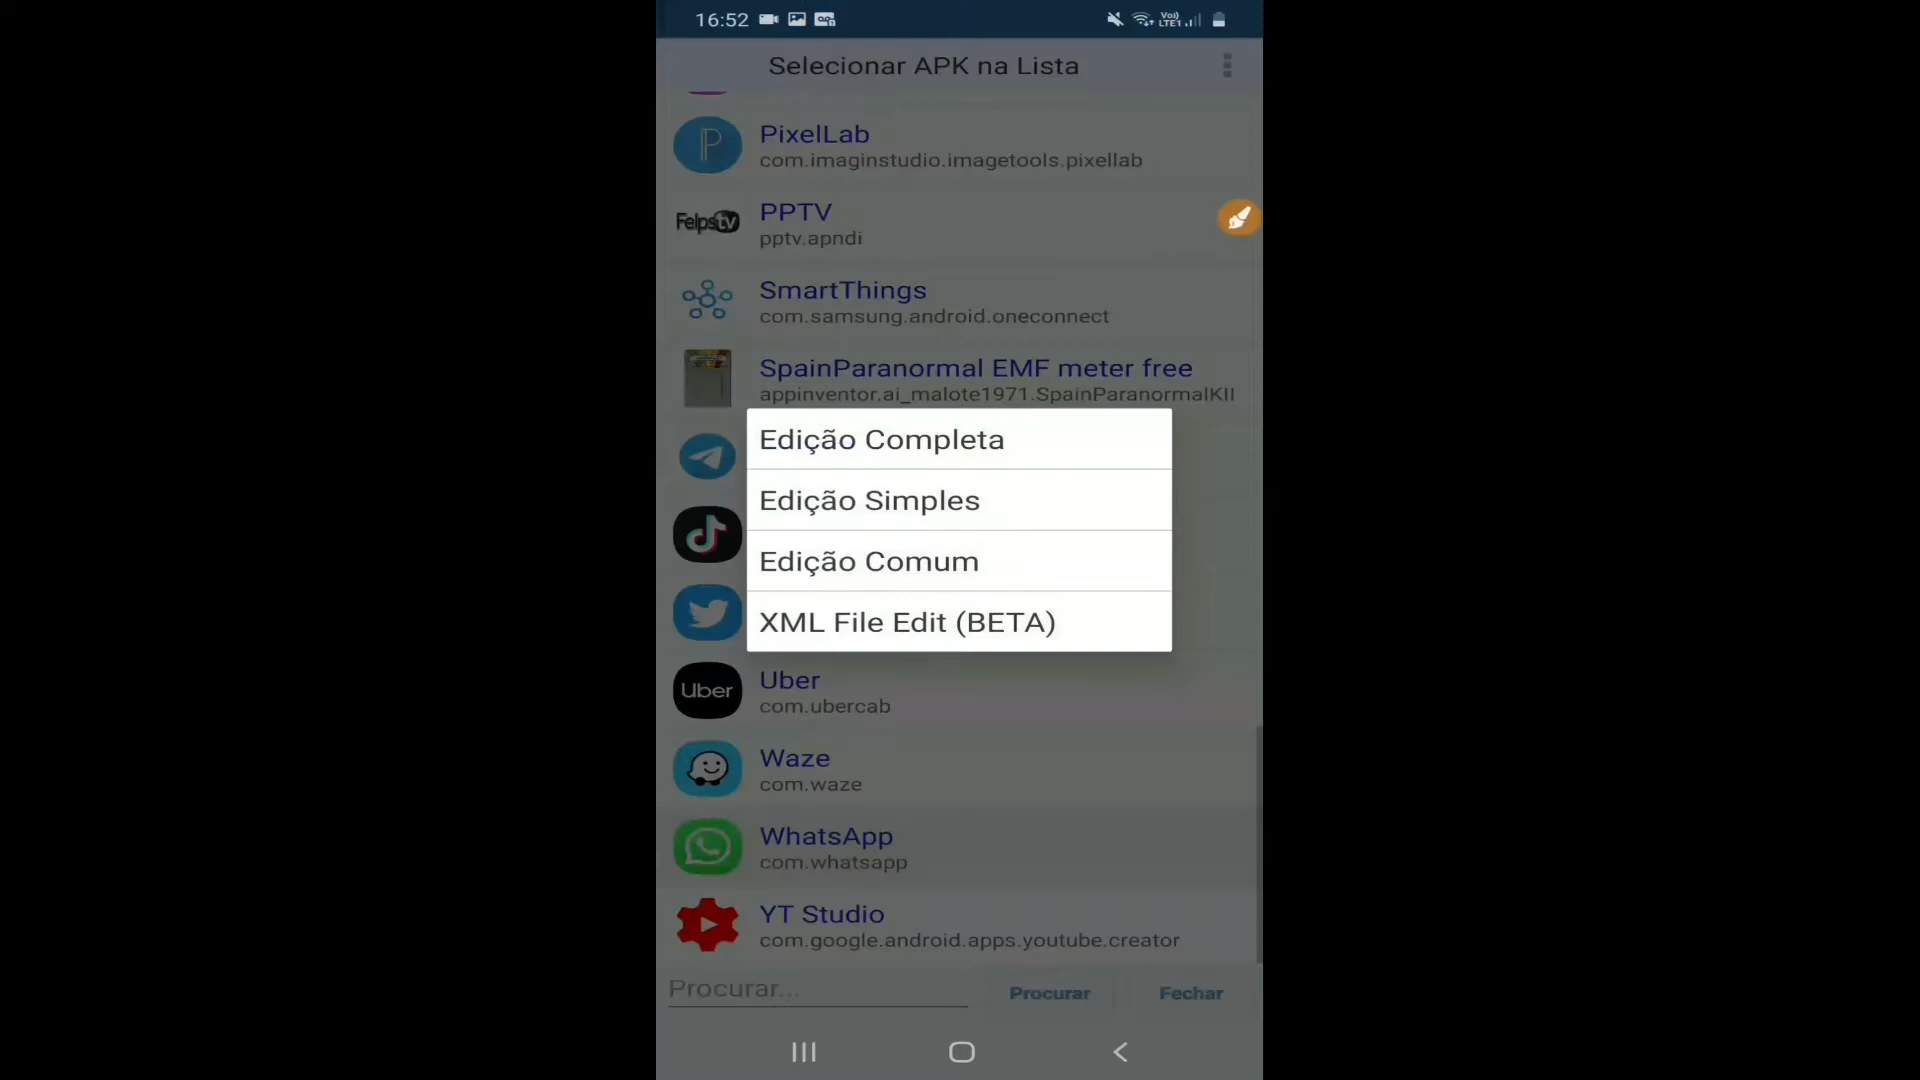 16:52
Vo)) LTE1
Selecionar APK na Lista
PixelLab
com.imaginstudio.imagetools.pixellab
Felpstv
PPTV
pptv.apndi
SmartThings
com.samsung.android.oneconnect
SpainParanormal EMF meter free
appinventor.ai_malote1971.SpainParanormalKII
Edição Completa
Edição Simples
Edição Comum
XML File Edit (BETA)
Uber
Uber
com.ubercab
Waze
com.waze
WhatsApp
com.whatsapp
YT Studio
com.google.android.apps.youtube.creator
Procurar...
Procurar
Fechar